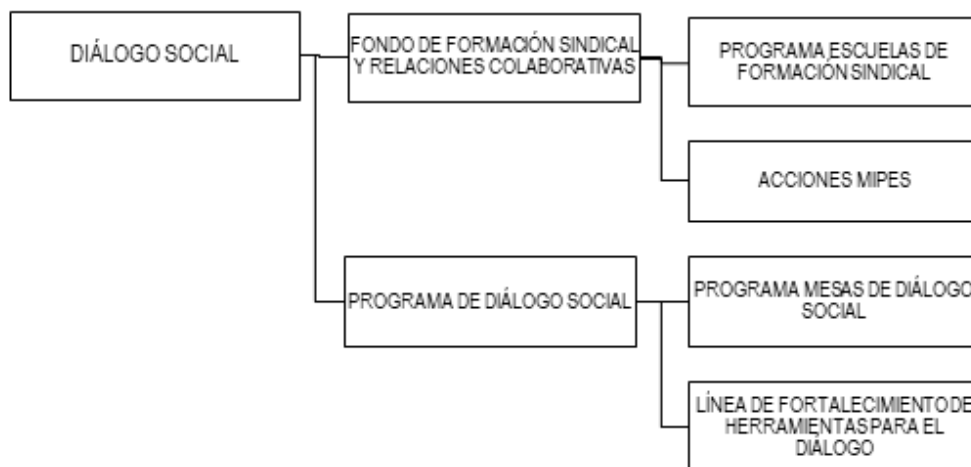 DIÁLOGO SOCIAL
FONDO DE FORMACIÓN SINDICAL
Y RELACIONES COLABORATIVAS
PROGRAMA ESCUELAS DE
FORMACIÓN SINDICAL
ACCIONES MIPES
PROGRAMA DE DIÁLOGO SOCIAL
PROGRAMA MESAS DE DIÁLOGO
SOCIAL
LÍNEA DE FORTALECIMIENTO DE
HERRAMIENTAS PARA EL
DIÁLOGO